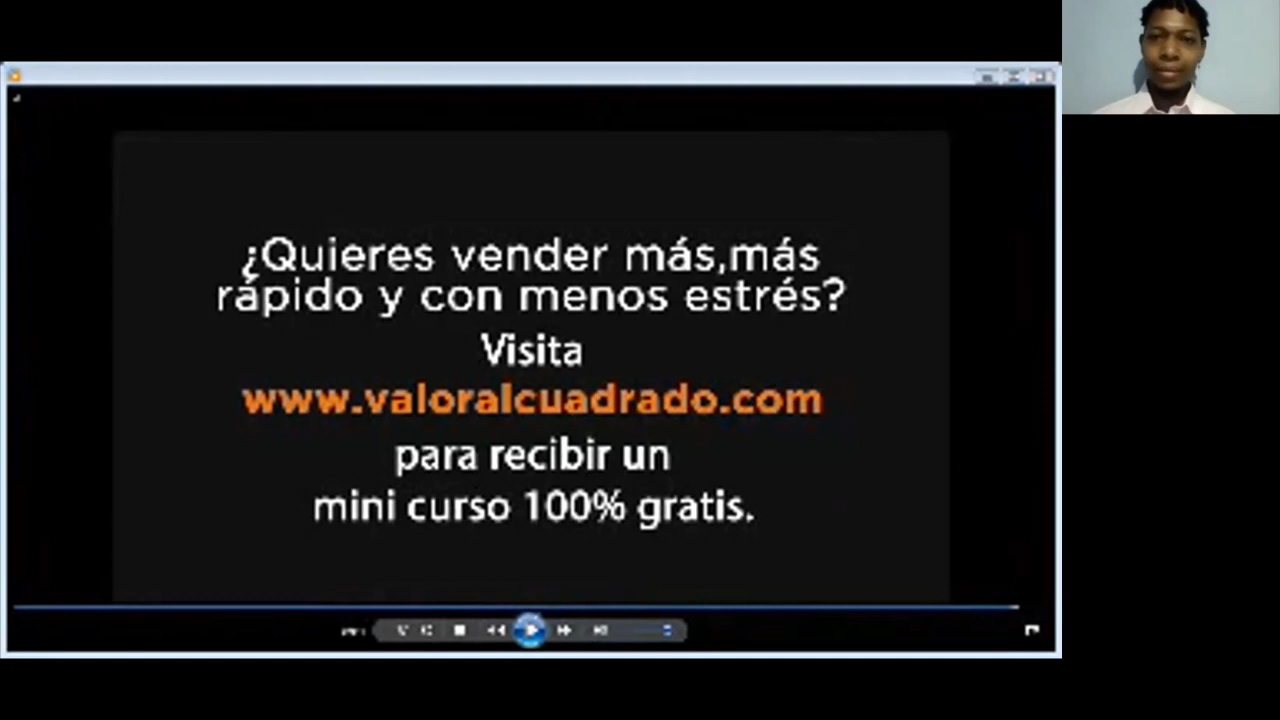 ¿Quieres vender más,más
rápido y con menos estrés?
Visita
www.valoralcuadrado.com
para recibir un
mini curso 100% gratis.